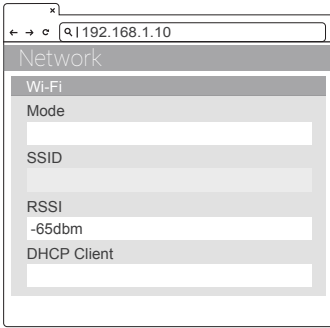 192.168.1.10
Network
Wi-Fi
Mode
SSID
RSSI
-65dbm
DHCP Client